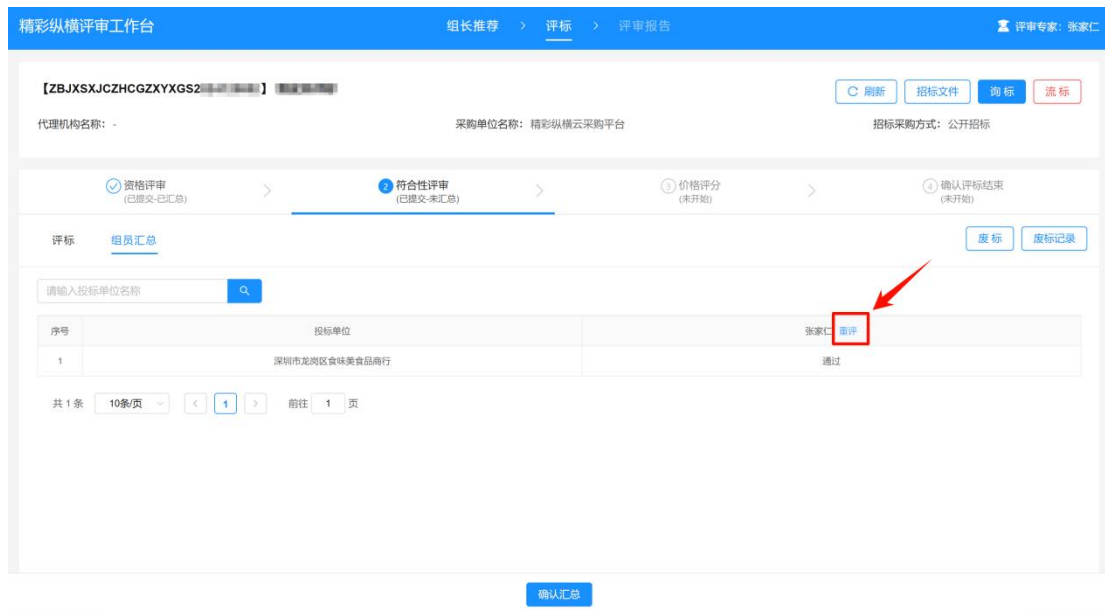 精彩纵横评审工作台 组长推荐 > 评标 > 评审报告 评审专家：张家仁
【ZBJXSXJCZHCGZXYXGS2 】
刷新 招标文件 询标 流标
代理机构名称： - 采购单位名称：精彩纵横云采购平台 招标采购方式：公开招标
资格评审 2 符合性评审 3 价格评分 4 确认评标结束
(已提交-已汇总) (已提交-未汇总) (未开始) (未开始)
评标 组员汇总 废标 废标记录
请输入投标单位名称
序号 投标单位 张家仁 重评
1 深圳市龙岗区食味美食品商行 通过
共 1 条 10条/页 < 1 > 前往 1 页
确认汇总